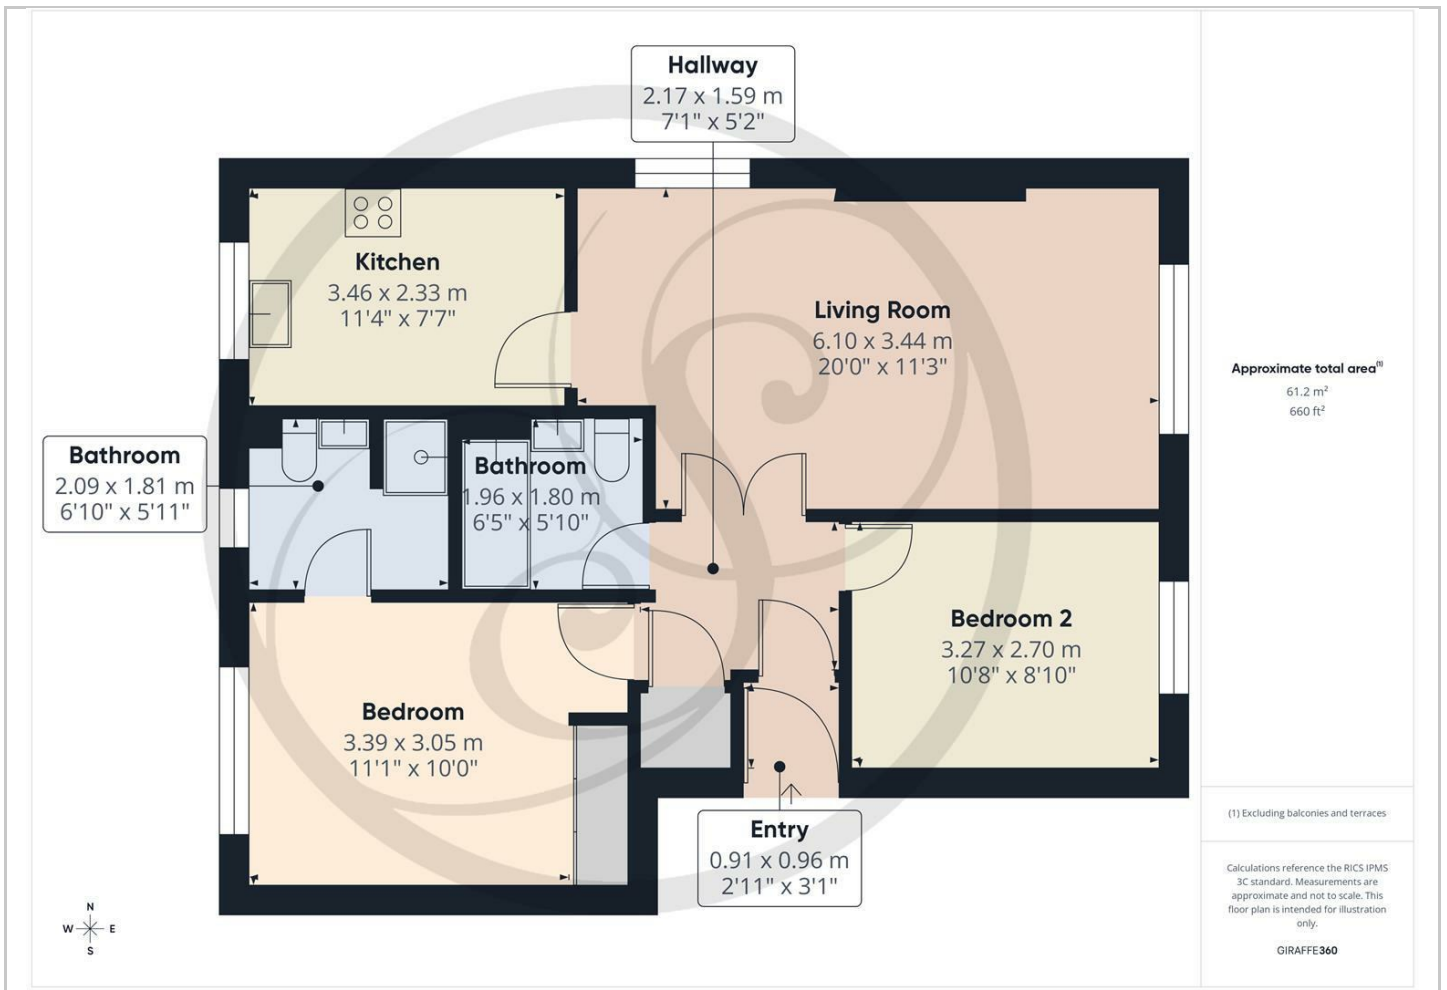 Hallway
2.17 x 1.59 m
7'1" x 5'2"
Kitchen
3.46 x 2.33 m
11'4" x 7'7"
Living Room
6.10 x 3.44 m
20'0" x 11'3"
Bathroom
2.09 x 1.81 m
6'10" x 5'11"
Bathroom
1.96 x 1.80 m
6'5" x 5'10"
Bedroom 2
3.27 x 2.70 m
10'8" x 8'10"
Bedroom
3.39 x 3.05 m
11'1" x 10'0"
Entry
0.91 x 0.96 m
2'11" x 3'1"
N
W E
S
Approximate total area(1)
61.2 m²
660 ft²
(1) Excluding balconies and terraces
Calculations reference the RICS IPMS
3C standard. Measurements are
approximate and not to scale. This
floor plan is intended for illustration
only.
GIRAFFE360